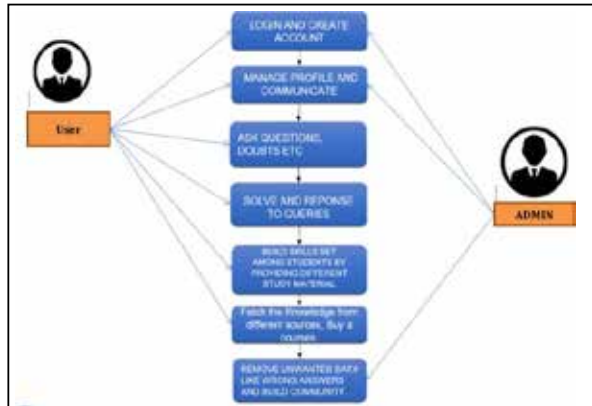 LOGIN AND CREATE
ACCOUNT
MANAGE PROFILE AND
COMMUNICATE
User
ASK QUESTIONS,
DOUBTS ETC
SOLVE AND REPONSE
TO QUERIES
ADMIN
BUILD SKILLS SET
AMONG STUDENTS BY
PROVIDING DIFFERENT
STUDY MATERIAL
Fetch the Knowledge from
different sources, Buy a
courses
REMOVE UNWANTED
LIKE WRONG ANSWERS
AND BUILD COMMUNITY